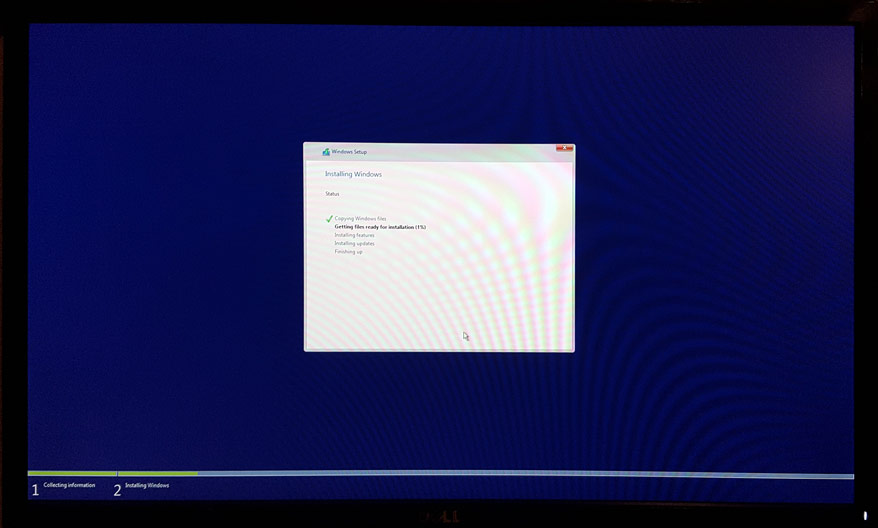 Windows Setup
Installing Windows
Status
Copying Windows files
Getting files ready for installation (1%)
Installing features
Installing updates
Finishing up
1 Collecting information
2 Installing Windows
DELL